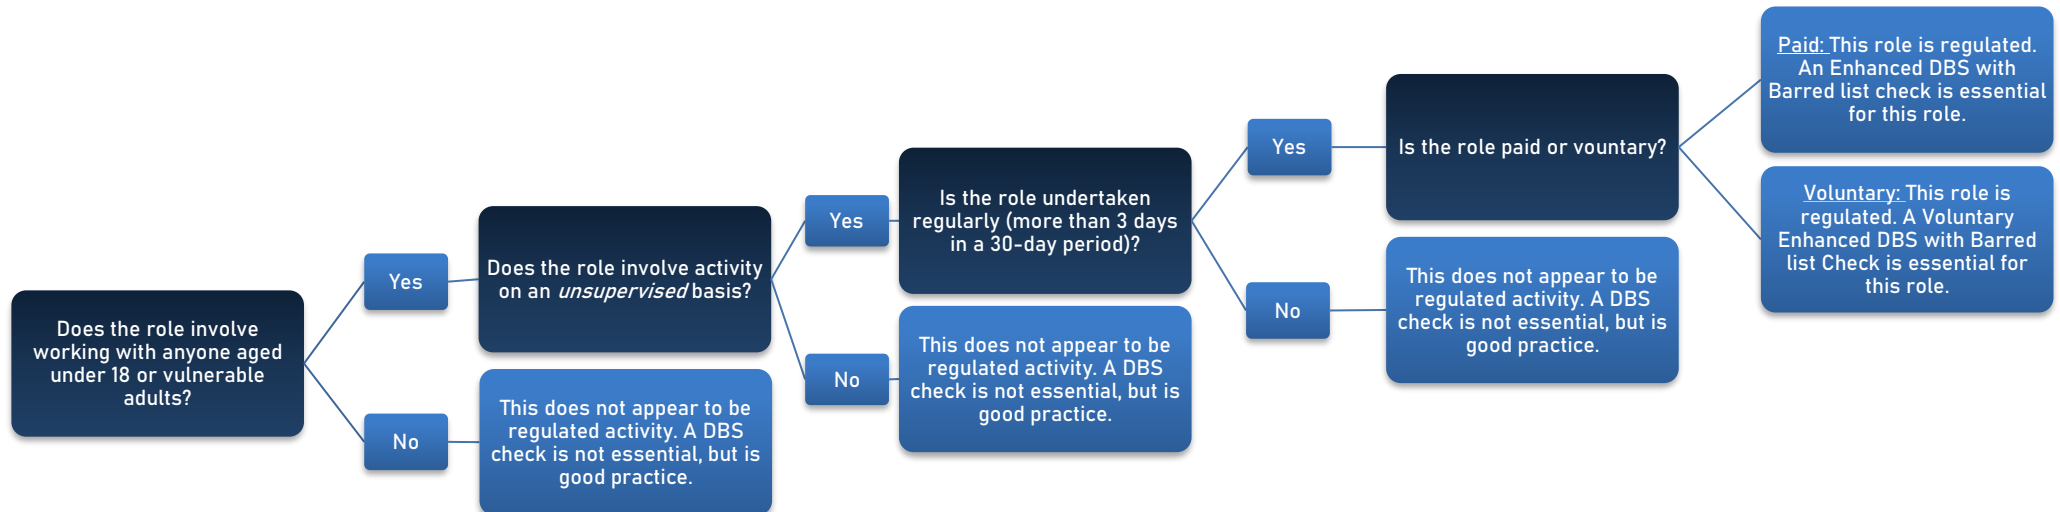 Does the role involve
working with anyone aged
under 18 or vulnerable
adults?
Yes
No
Does the role involve activity
on an unsupervised basis?
This does not appear to be
regulated activity. A DBS
check is not essential, but is
good practice.
Yes
No
Is the role undertaken
regularly (more than 3 days
in a 30-day period)?
This does not appear to be
regulated activity. A DBS
check is not essential, but is
good practice.
Yes
No
Is the role paid or vountary?
This does not appear to be
regulated activity. A DBS
check is not essential, but is
good practice.
Paid: This role is regulated.
An Enhanced DBS with
Barred list check is essential
for this role.
Voluntary: This role is
regulated. A Voluntary
Enhanced DBS with Barred
list Check is essential for
this role.